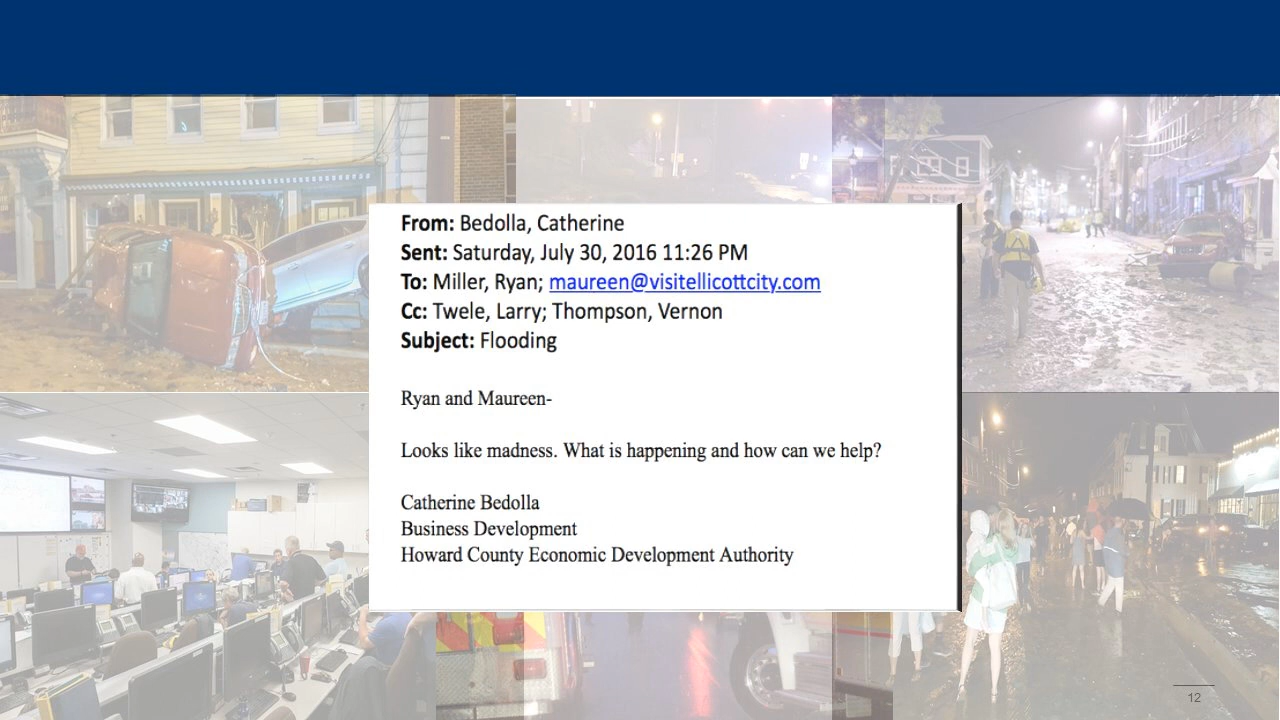 From: Bedolla, Catherine
Sent: Saturday, July 30, 2016 11:26 PM
To: Miller, Ryan; maureen@visitellicottcity.com
Cc: Twele, Larry; Thompson, Vernon
Subject: Flooding
Ryan and Maureen-
Looks like madness. What is happening and how can we help?
Catherine Bedolla
Business Development
Howard County Economic Development Authority
12